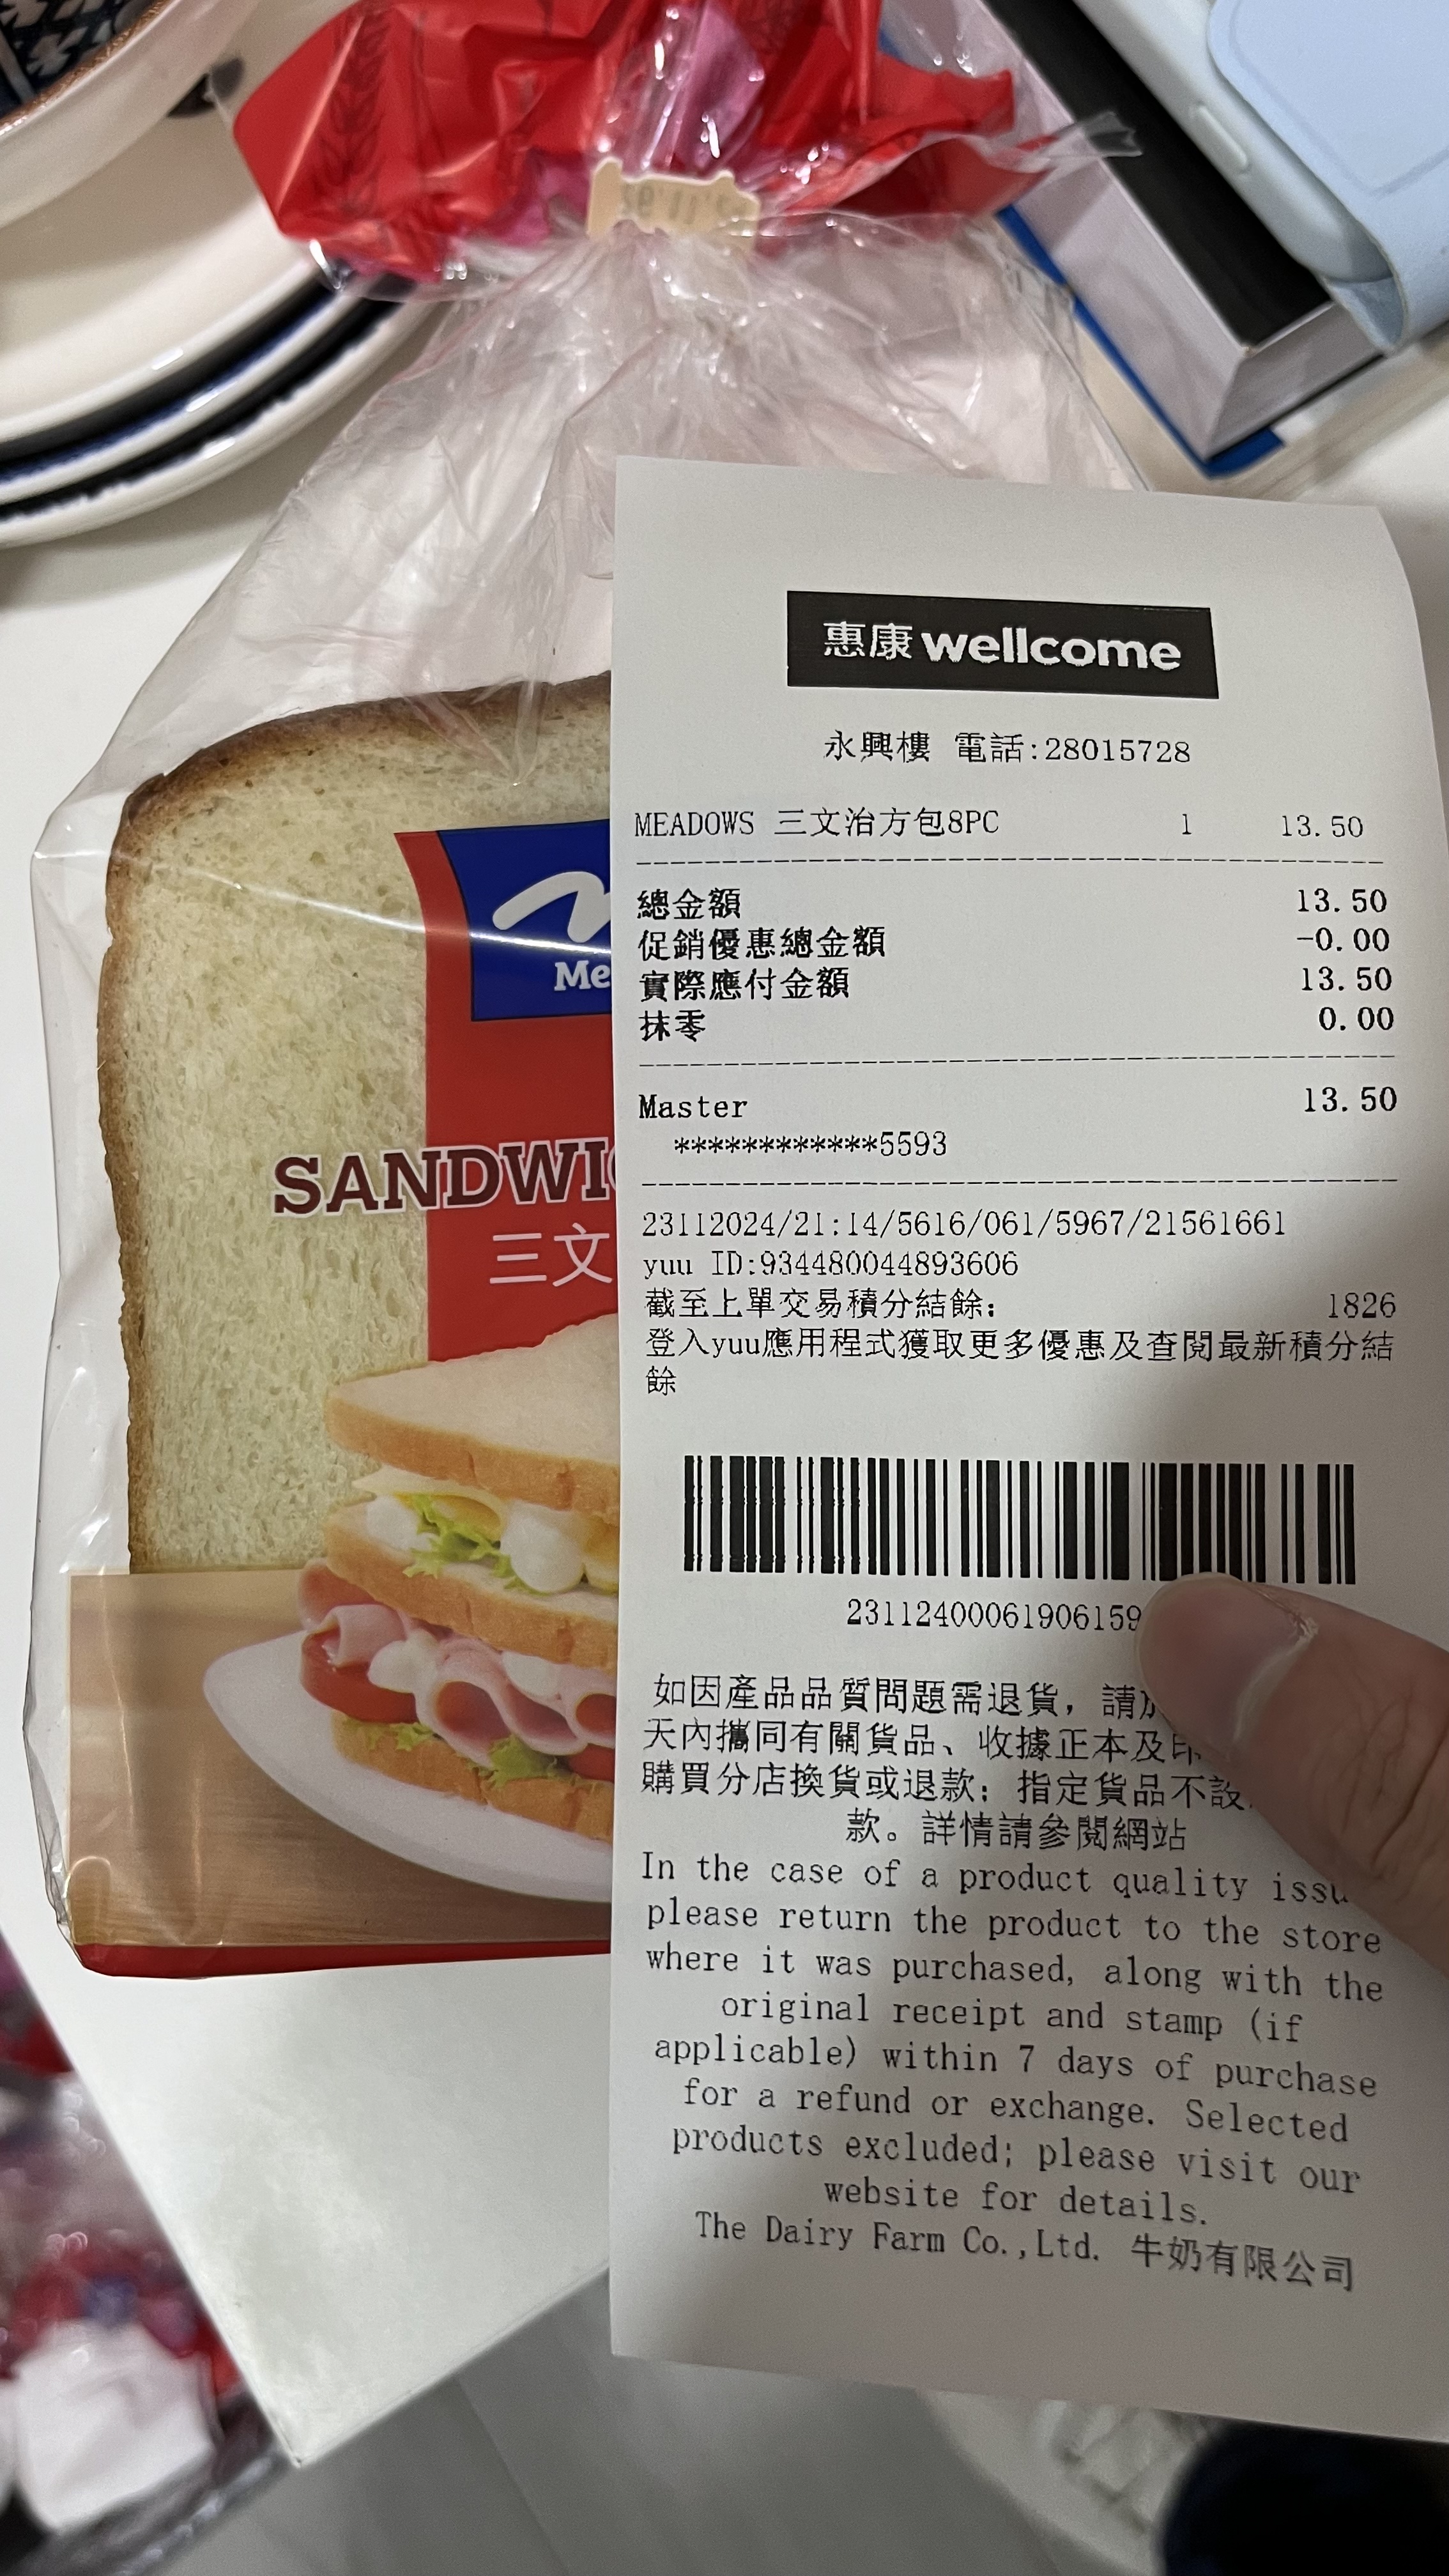 惠康 wellcome
永興樓 電話:28015728
MEADOWS 三文治方包8PC 1 13.50
總金額 13.50
促銷優惠總金額 -0.00
實際應付金額 13.50
抹零 0.00
Master 13.50
************5593
23112024/21:14/5616/061/5967/21561661
yuu ID:934480044893606
截至上單交易積分結餘: 1826
登入yuu應用程式獲取更多優惠及查閱最新積分結
餘
23112400061906159
如因產品品質問題需退貨，請
天內攜同有關貨品、收據正本及
購買分店換貨或退款；指定貨品不設
款。詳情請參閱網站
In the case of a product quality
please return the product to the store
where it was purchased, along with the
original receipt and stamp (if
applicable) within 7 days of purchase
for a refund or exchange. Selected
products excluded; please visit our
website for details.
The Dairy Farm Co.,Ltd. 牛奶有限公司
Me
SANDWI
三文